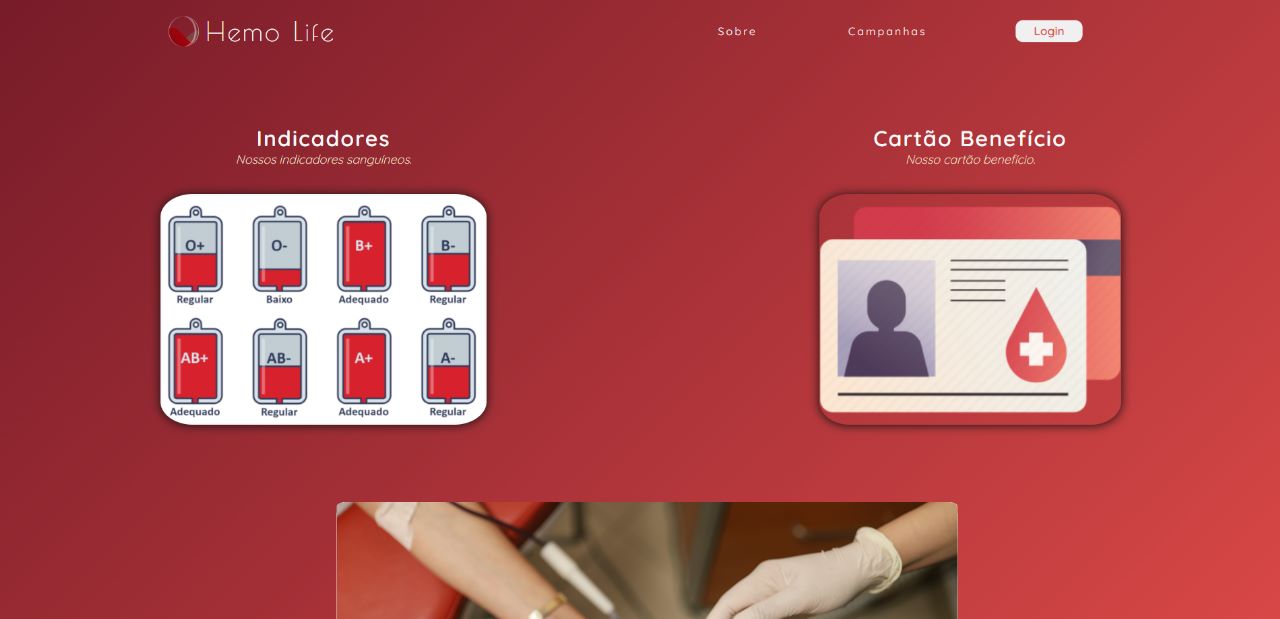 Hemo Life
Sobre
Campanhas
Login
Indicadores
Nossos indicadores sanguíneos.
O+
O-
B+
B-
Regular
Baixo
Adequado
Regular
AB+
AB-
A+
A-
Adequado
Regular
Adequado
Regular
Cartão Benefício
Nosso cartão benefício.